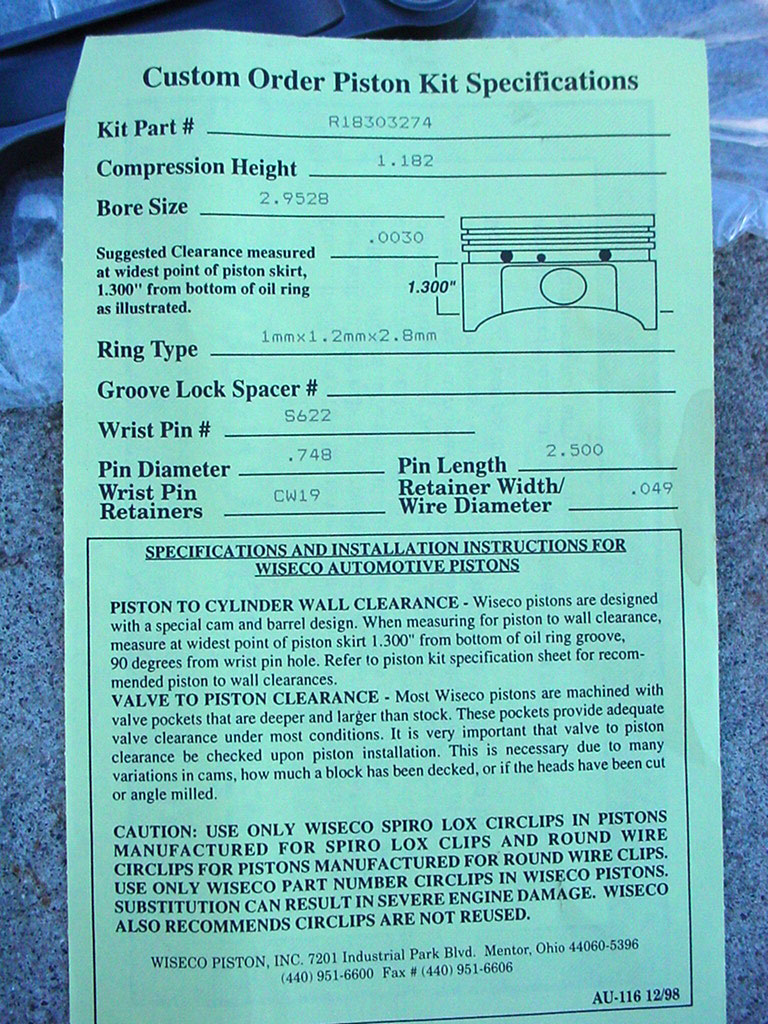 Custom Order Piston Kit Specifications
Kit Part # R18303274
Compression Height 1.182
Bore Size 2.9528
Suggested Clearance measured .0030
at widest point of piston skirt,
1.300" from bottom of oil ring
as illustrated.
1.300"
Ring Type 1mmx1.2mmx2.8mm
Groove Lock Spacer #
Wrist Pin # S622
Pin Diameter .748 Pin Length 2.500
Wrist Pin
Retainers CW19
Retainer Width/
Wire Diameter .049
SPECIFICATIONS AND INSTALLATION INSTRUCTIONS FOR
WISECO AUTOMOTIVE PISTONS
PISTON TO CYLINDER WALL CLEARANCE - Wiseco pistons are designed
with a special cam and barrel design. When measuring for piston to wall clearance,
measure at widest point of piston skirt 1.300" from bottom of oil ring groove,
90 degrees from wrist pin hole. Refer to piston kit specification sheet for recom-
mended piston to wall clearances.
VALVE TO PISTON CLEARANCE - Most Wiseco pistons are machined with
valve pockets that are deeper and larger than stock. These pockets provide adequate
valve clearance under most conditions. It is very important that valve to piston
clearance be checked upon piston installation. This is necessary due to many
variations in cams, how much a block has been decked, or if the heads have been cut
or angle milled.
CAUTION: USE ONLY WISECO SPIRO LOX CIRCLIPS IN PISTONS
MANUFACTURED FOR SPIRO LOX CLIPS AND ROUND WIRE
CIRCLIPS FOR PISTONS MANUFACTURED FOR ROUND WIRE CLIPS.
USE ONLY WISECO PART NUMBER CIRCLIPS IN WISECO PISTONS.
SUBSTITUTION CAN RESULT IN SEVERE ENGINE DAMAGE. WISECO
ALSO RECOMMENDS CIRCLIPS ARE NOT REUSED.
WISECO PISTON, INC. 7201 Industrial Park Blvd. Mentor, Ohio 44060-5396
(440) 951-6600 Fax # (440) 951-6606
AU-116 12/98